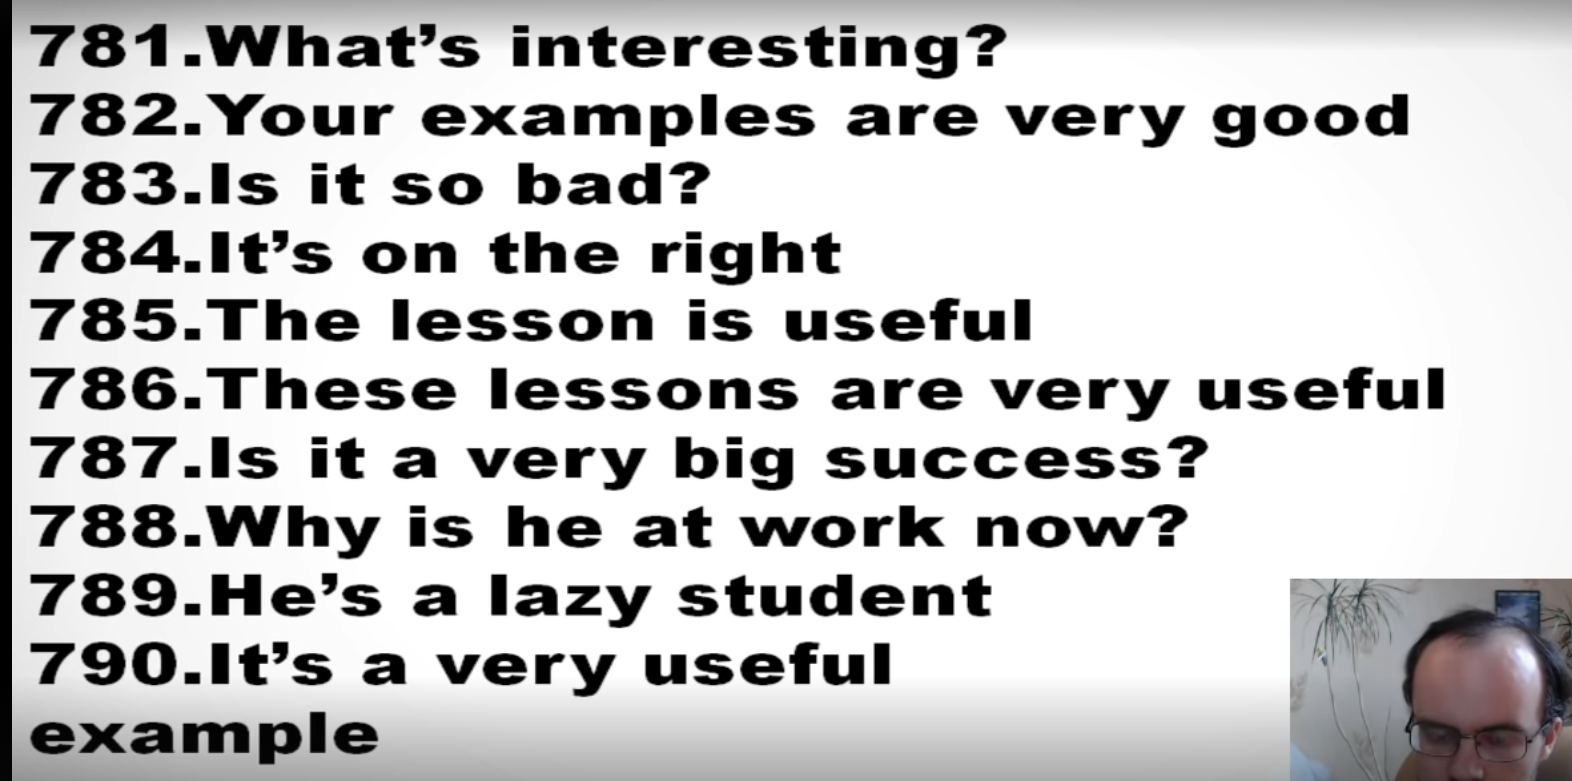 781.What’s interesting?
782.Your examples are very good
783.Is it so bad?
784.It’s on the right
785.The lesson is useful
786.These lessons are very useful
787.Is it a very big success?
788.Why is he at work now?
789.He’s a lazy student
790.It’s a very useful
example